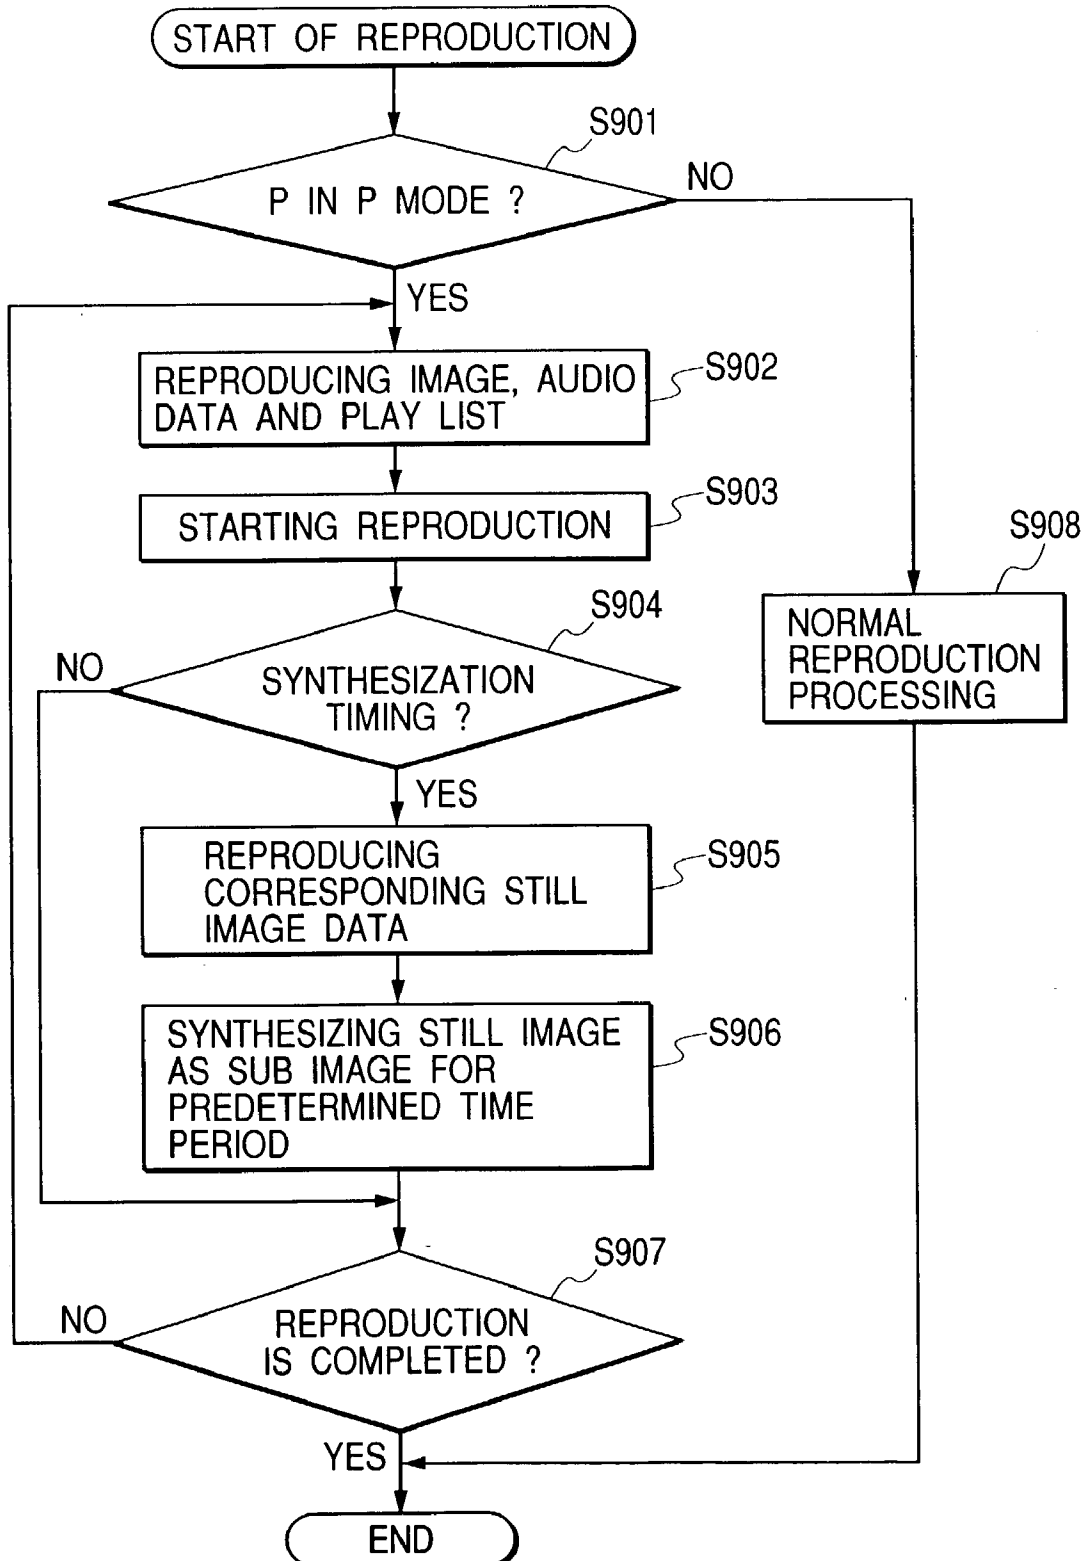 START OF REPRODUCTION
S901
P IN P MODE ?
NO
YES
REPRODUCING IMAGE, AUDIO
DATA AND PLAY LIST
S902
STARTING REPRODUCTION
S903
S908
NORMAL
REPRODUCTION
PROCESSING
S904
NO
SYNTHESIZATION
TIMING ?
YES
REPRODUCING
CORRESPONDING STILL
IMAGE DATA
S905
SYNTHESIZING STILL IMAGE
AS SUB IMAGE FOR
PREDETERMINED TIME
PERIOD
S906
S907
NO
REPRODUCTION
IS COMPLETED ?
YES
END